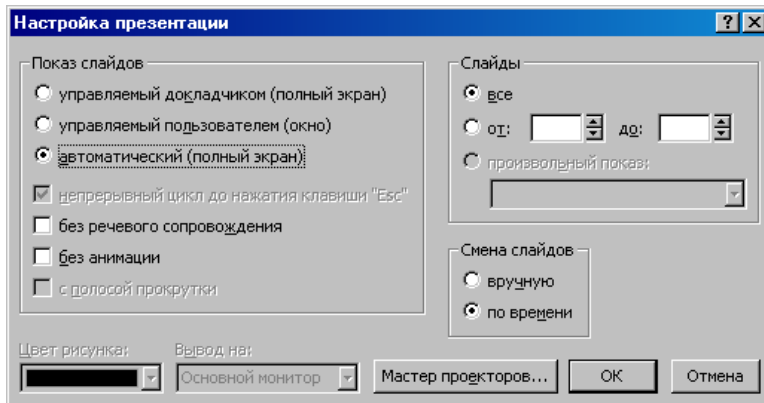 Настройка презентации
Показ слайдов
управляемый докладчиком (полный экран)
управляемый пользователем (окно)
автоматический (полный экран)
непрерывный цикл до нажатия клавиши "Esc"
без речевого сопровождения
без анимации
с полосой прокрутки
Слайды
все
от: до:
произвольный показ:
Смена слайдов
вручную
по времени
Цвет рисунка: Вывод на:
Основной монитор Мастер проекторов... ОК Отмена